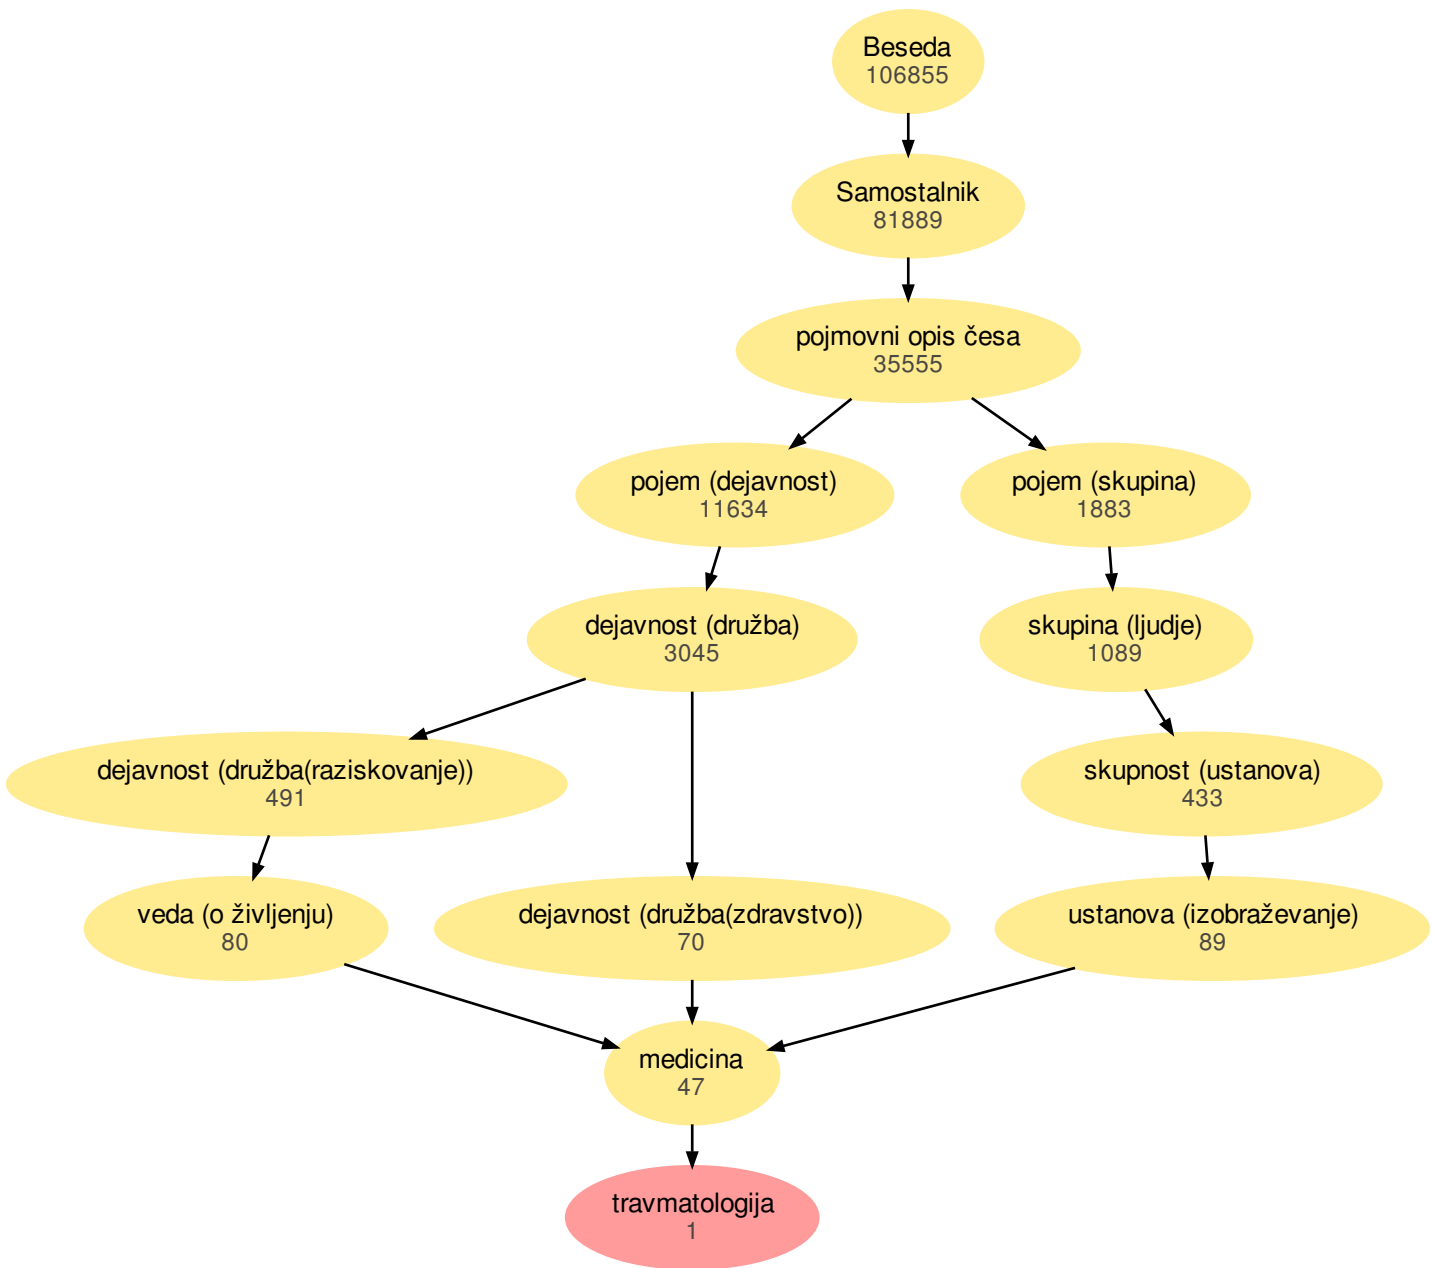 Beseda
106855
Samostalnik
81889
pojmovni opis česa
35555
pojem (dejavnost)
11634
pojem (skupina)
1883
dejavnost (družba)
3045
skupina (ljudje)
1089
dejavnost (družba(raziskovanje))
491
skupnost (ustanova)
433
veda (o življenju)
80
dejavnost (družba(zdravstvo))
70
ustanova (izobraževanje)
89
medicina
47
travmatologija
1